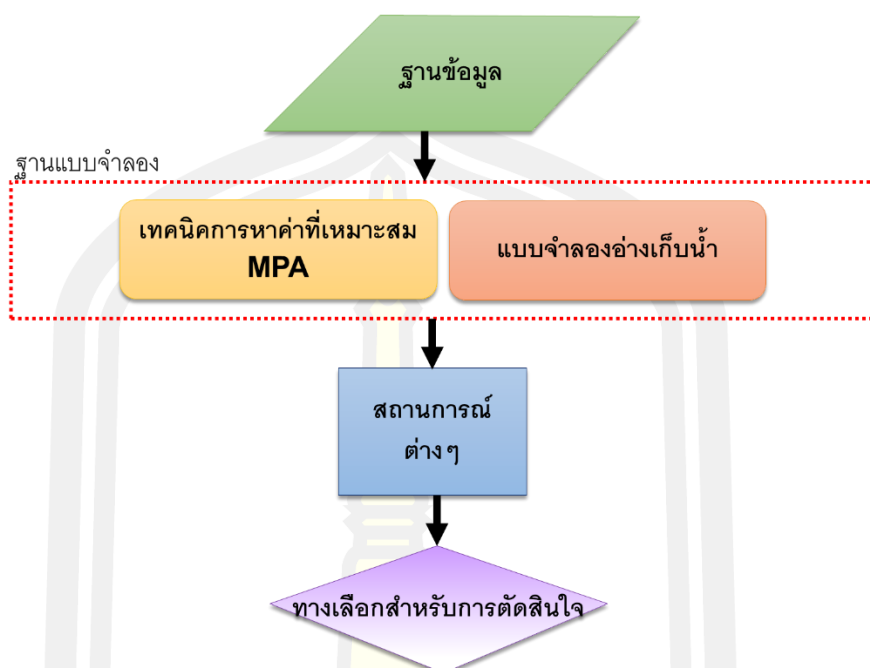 ฐานข้อมูล
ฐานแบบจำลอง
เทคนิคการหาค่าที่เหมาะสม
MPA
แบบจำลองอ่างเก็บน้ำ
สถานการณ์
ต่างๆ
ทางเลือกสำหรับการตัดสินใจ